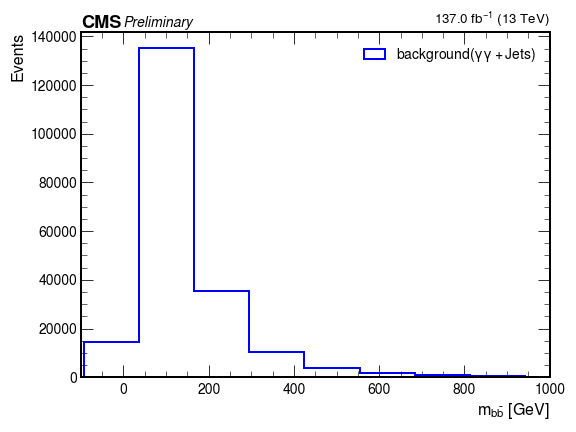 CMS Preliminary
137.0 fb⁻¹ (13 TeV)
Events
140000
120000
100000
80000
60000
40000
20000
0
background(γγ + Jets)
0 200 400 600 800 1000
m_bb̄ [GeV]